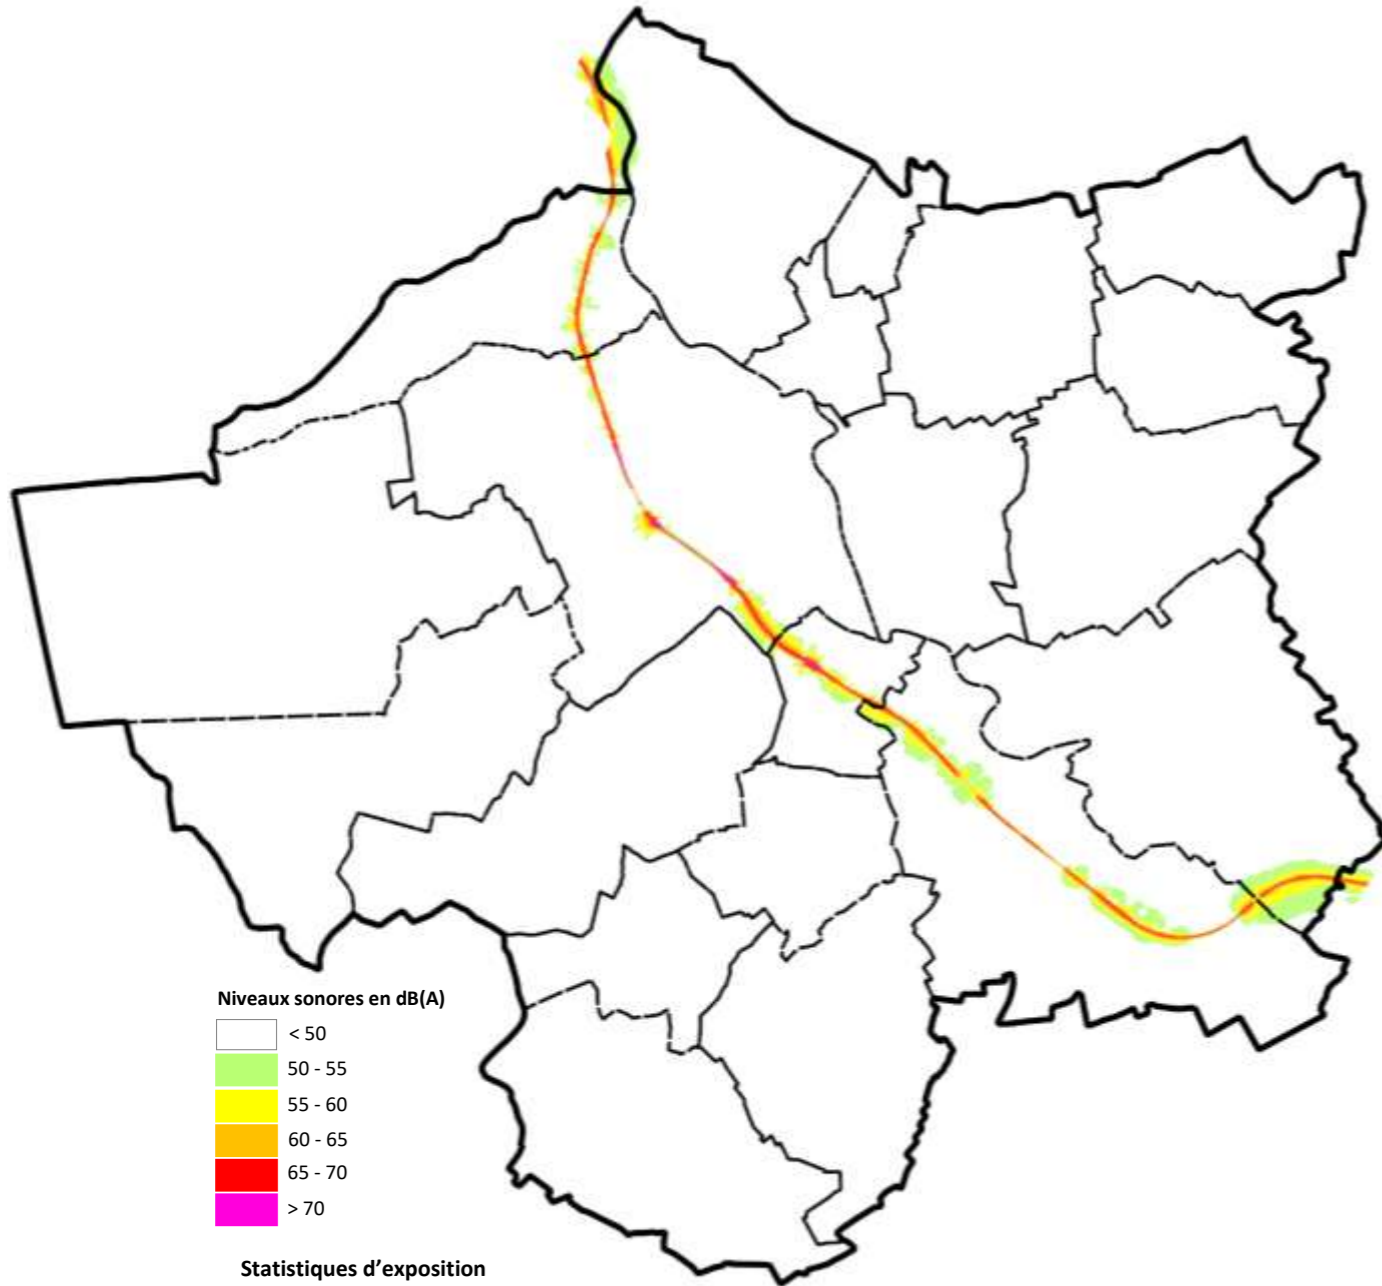 Niveaux sonores en dB(A)
< 50
50 - 55
55 - 60
60 - 65
65 - 70
> 70
Statistiques d’exposition